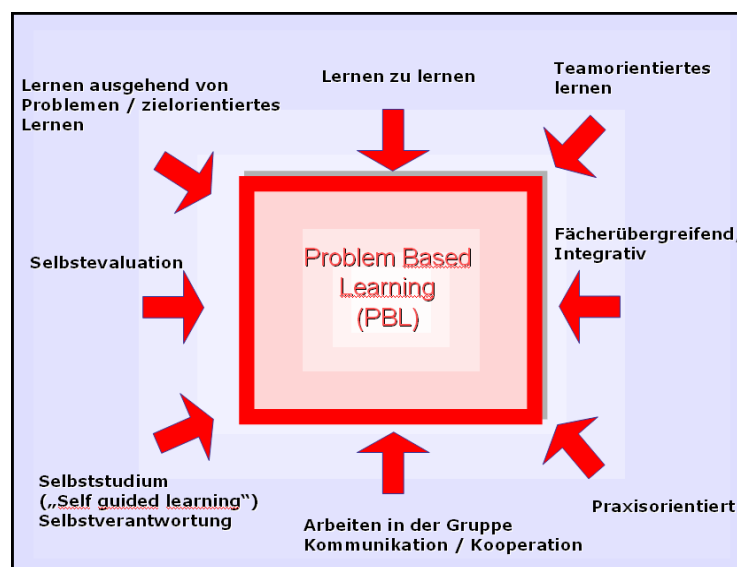 Lernen ausgehend von
Problemen / zielorientiertes
Lernen
Lernen zu lernen
Teamorientiertes
lernen
Selbstevaluation
Problem Based
Learning
(PBL)
Fächerübergreifend,
Integrativ
Selbststudium
(„Self guided learning“)
Selbstverantwortung
Arbeiten in der Gruppe
Kommunikation / Kooperation
Praxisorientiert